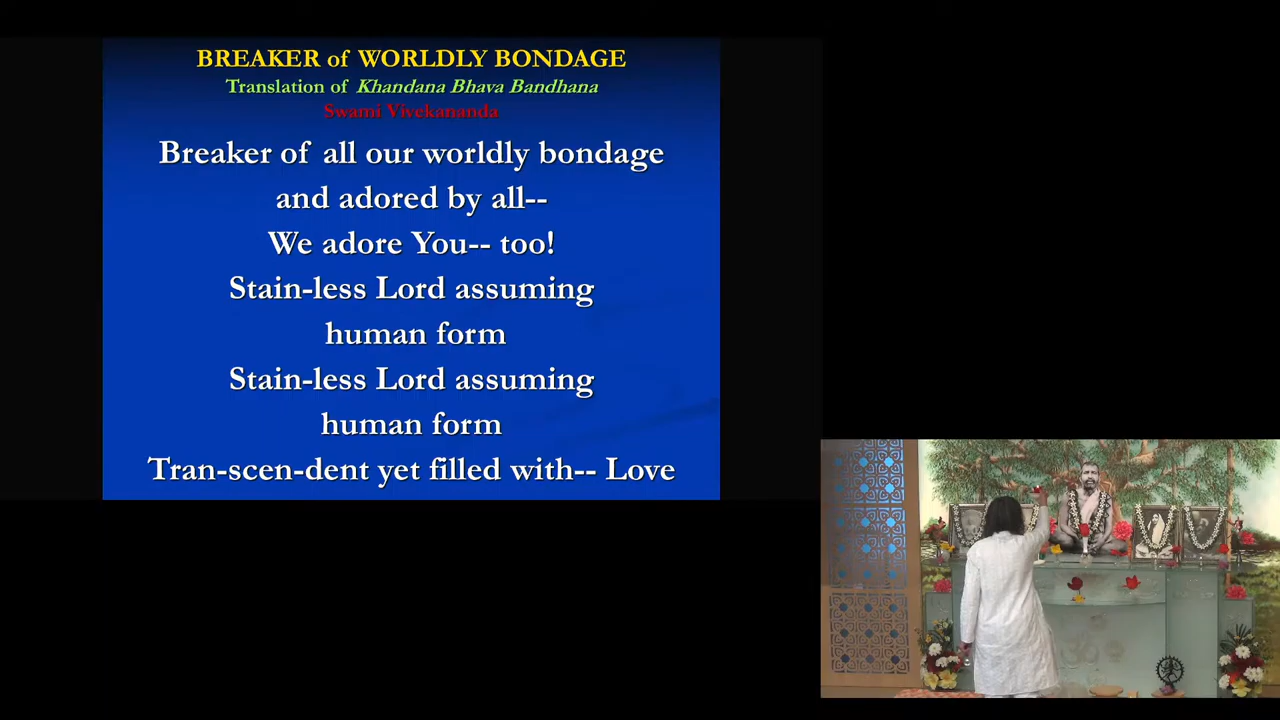 BREAKER of WORLDLY BONDAGE
Translation of Khandana Bhava Bandhana
Swami Vivekananda
Breaker of all our worldly bondage
and adored by all--
We adore You-- too!
Stain-less Lord assuming
human form
Stain-less Lord assuming
human form
Tran-scen-dent yet filled with-- Love